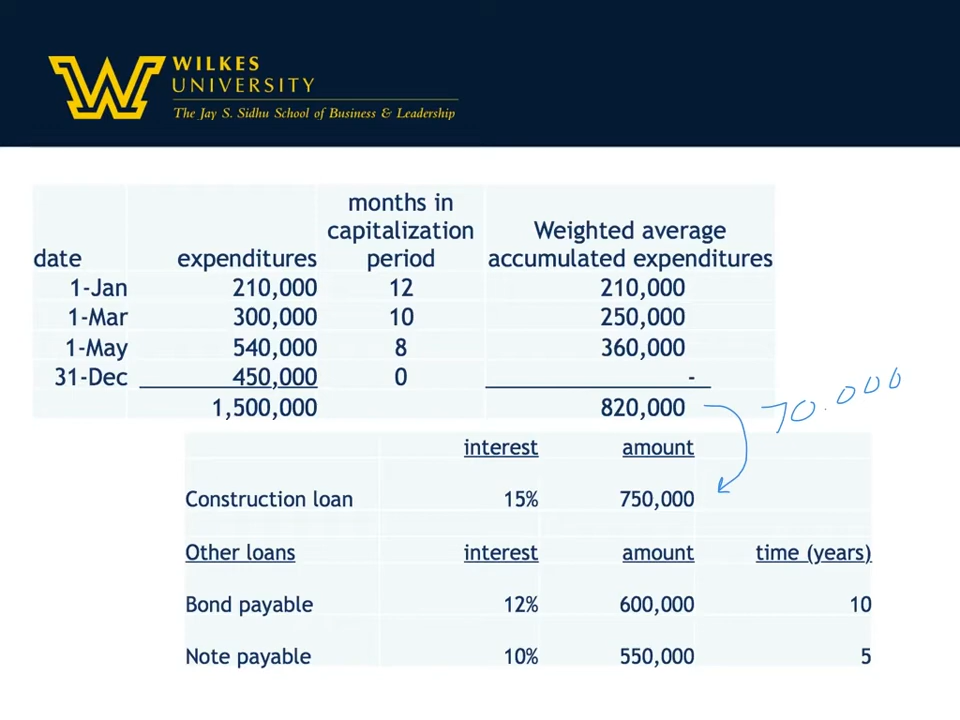 WILKES
UNIVERSITY
The Jay S. Sidhu School of Business & Leadership
date expenditures months in capitalization period Weighted average accumulated expenditures
1-Jan 210,000 12 210,000
1-Mar 300,000 10 250,000
1-May 540,000 8 360,000
31-Dec 450,000 0 -
1,500,000 820,000
70.000
interest amount
Construction loan 15% 750,000
Other loans interest amount time (years)
Bond payable 12% 600,000 10
Note payable 10% 550,000 5